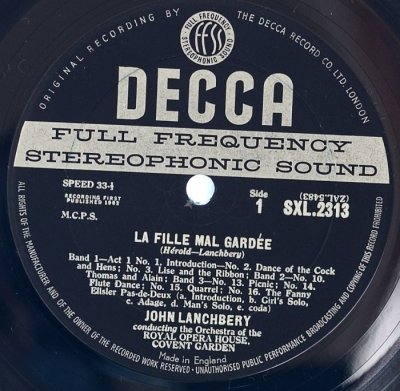 ORIGINAL RECORDING BY
THE DECCA RECORD CO. LTD. LONDON
FULL FREQUENCY
ffss
STEREOPHONIC SOUND
DECCA
FULL FREQUENCY
STEREOPHONIC SOUND
SPEED 33⅓
RECORDING FIRST
PUBLISHED 1962
M.C.P.S.
Side
1
(ZAL.5483)
SXL.2313
LA FILLE MAL GARDÉE
(Hérold—Lanchbery)
Band 1—Act 1 No. 1, Introduction—No. 2, Dance of the Cock
and Hens; No. 3, Lise and the Ribbon; Band 2—No. 10,
Thomas and Alain; Band 3—No. 13, Picnic; No. 14,
Flute Dance; No. 15, Quarrel; No. 16, The Fanny
Elssler Pas-de-Deux (a. Introduction, b. Girl's Solo,
c. Adage, d. Man's Solo, e. coda)
JOHN LANCHBERY
conducting the Orchestra of the
ROYAL OPERA HOUSE,
COVENT GARDEN
Made in England
ALL RIGHTS OF THE MANUFACTURER AND OF THE OWNER OF THE RECORDED WORK RESERVED · UNAUTHORISED PUBLIC PERFORMANCE BROADCASTING AND COPYING OF THIS RECORD PROHIBITED